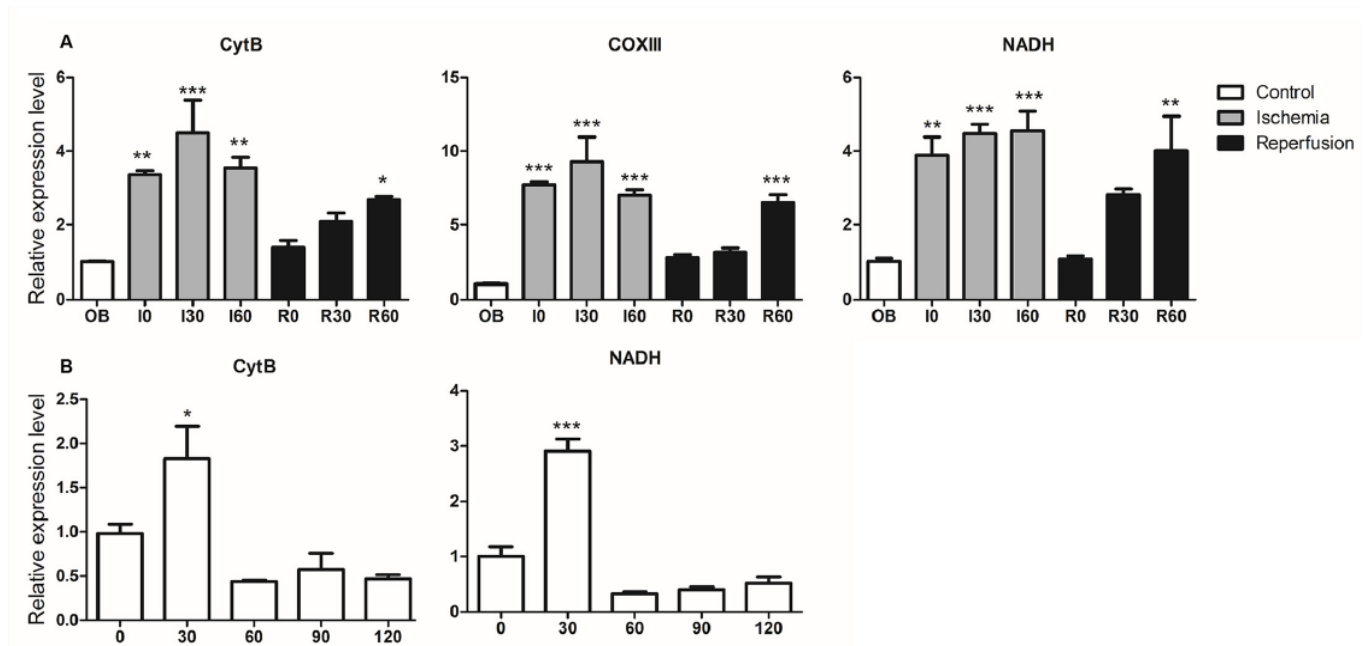 A
CytB
COXIII
NADH
Relative expression level
6
4
2
0
** *** ** *
OB I0 I30 I60 R0 R30 R60
15
10
5
0
*** *** *** ***
OB I0 I30 I60 R0 R30 R60
6
4
2
0
** *** *** **
OB I0 I30 I60 R0 R30 R60
Control
Ischemia
Reperfusion
B
CytB
NADH
Relative expression level
2.5
2.0
1.5
1.0
0.5
0.0
*
0 30 60 90 120
4
3
2
1
0
***
0 30 60 90 120